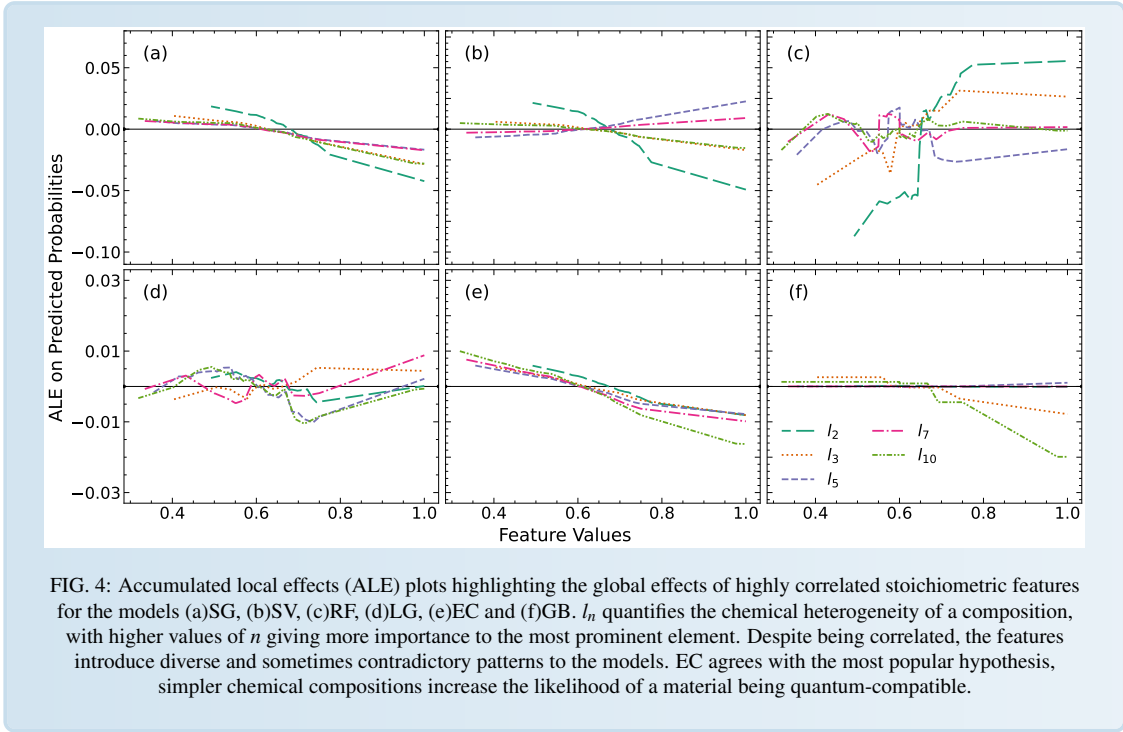 (a) (b) (c)
0.05
0.00
−0.05
−0.10
ALE on Predicted Probabilities
(d) (e) (f)
0.03
0.01
−0.01
−0.03
l2 l7
l3 l10
l5
0.4 0.6 0.8 1.0 0.4 0.6 0.8 1.0 0.4 0.6 0.8 1.0
Feature Values
FIG. 4: Accumulated local effects (ALE) plots highlighting the global effects of highly correlated stoichiometric features
for the models (a)SG, (b)SV, (c)RF, (d)LG, (e)EC and (f)GB. ln quantifies the chemical heterogeneity of a composition,
with higher values of n giving more importance to the most prominent element. Despite being correlated, the features
introduce diverse and sometimes contradictory patterns to the models. EC agrees with the most popular hypothesis,
simpler chemical compositions increase the likelihood of a material being quantum-compatible.